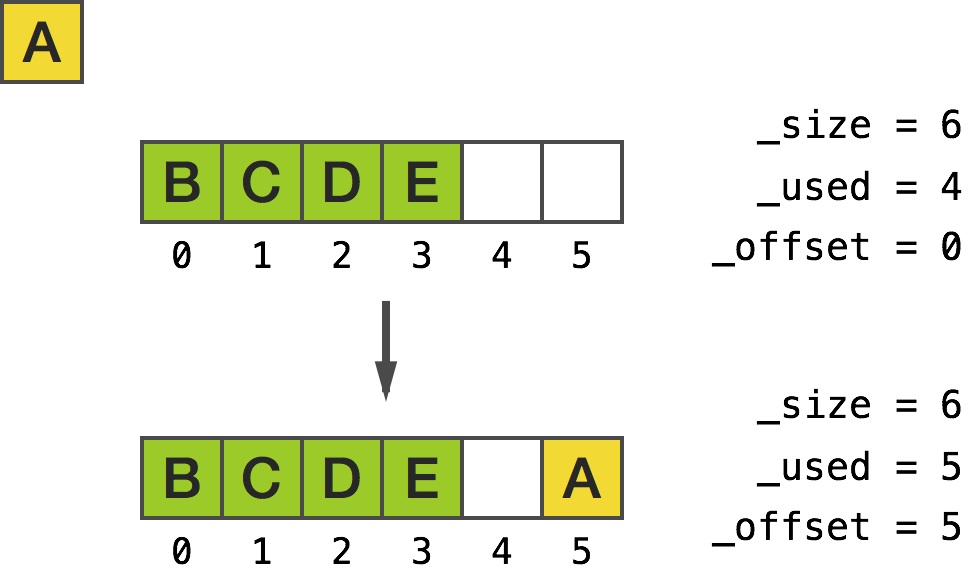 A
_size = 6
B C D E
_used = 4
0 1 2 3 4 5
_offset = 0
_size = 6
B C D E A
_used = 5
0 1 2 3 4 5
_offset = 5